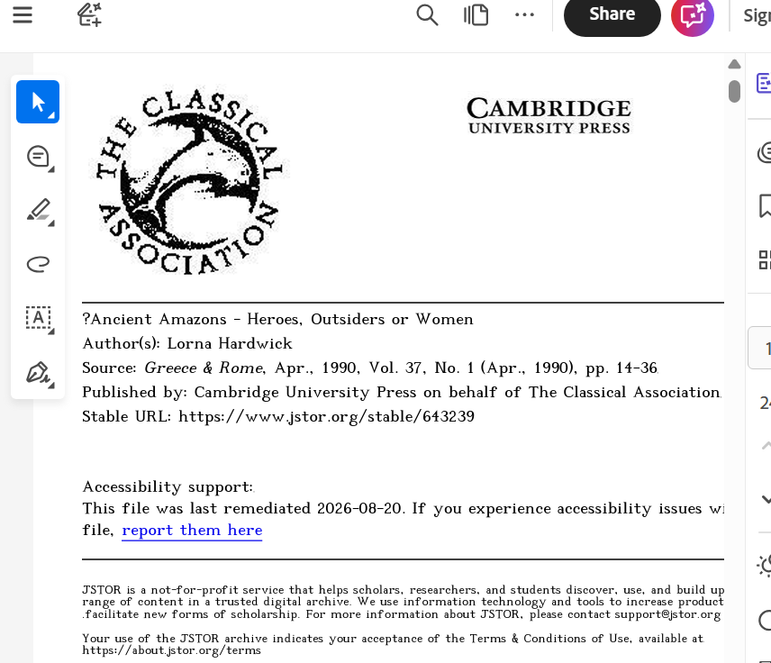 Share
Sign
THE CLASSICAL ASSOCIATION
CAMBRIDGE
UNIVERSITY PRESS
?Ancient Amazons - Heroes, Outsiders or Women
Author(s): Lorna Hardwick
Source: Greece & Rome, Apr., 1990, Vol. 37, No. 1 (Apr., 1990), pp. 14-36
Published by: Cambridge University Press on behalf of The Classical Association
Stable URL: https://www.jstor.org/stable/643239
Accessibility support:
This file was last remediated 2026-08-20. If you experience accessibility issues
file, report them here
JSTOR is a not-for-profit service that helps scholars, researchers, and students discover, use, and build up
range of content in a trusted digital archive. We use information technology and tools to increase product
.facilitate new forms of scholarship. For more information about JSTOR, please contact support@jstor.org
Your use of the JSTOR archive indicates your acceptance of the Terms & Conditions of Use, available at
https://about.jstor.org/terms